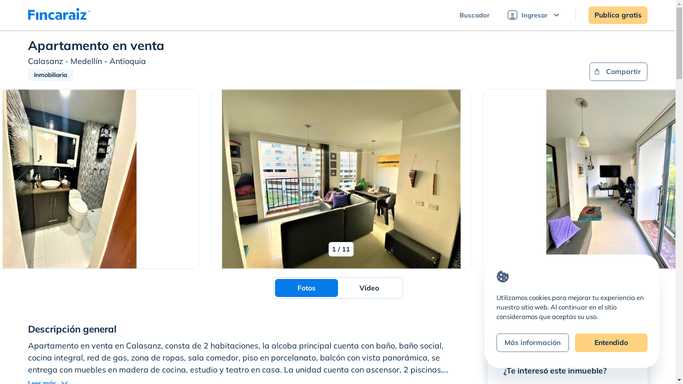 Fincaraiz
Buscador
Ingresar
Publica gratis
Apartamento en venta
Calasanz - Medellín - Antioquia
Inmobiliaria
Compartir
1 / 11
Fotos
Video
Descripción general
Apartamento en venta en Calasanz, consta de 2 habitaciones, la alcoba principal cuenta con baño, baño social,
cocina integral, red de gas, zona de ropas, sala comedor, piso en porcelanato, balcón con vista panorámica, se
entrega con muebles en madera de cocina, estudio y teatro en casa. La unidad cuenta con ascensor, 2 piscinas,...
Leer más
Utilizamos cookies para mejorar tu experiencia en
nuestro sitio web. Al continuar en el sitio
consideramos que aceptas su uso.
Más información
Entendido
¿Te interesó este inmueble?